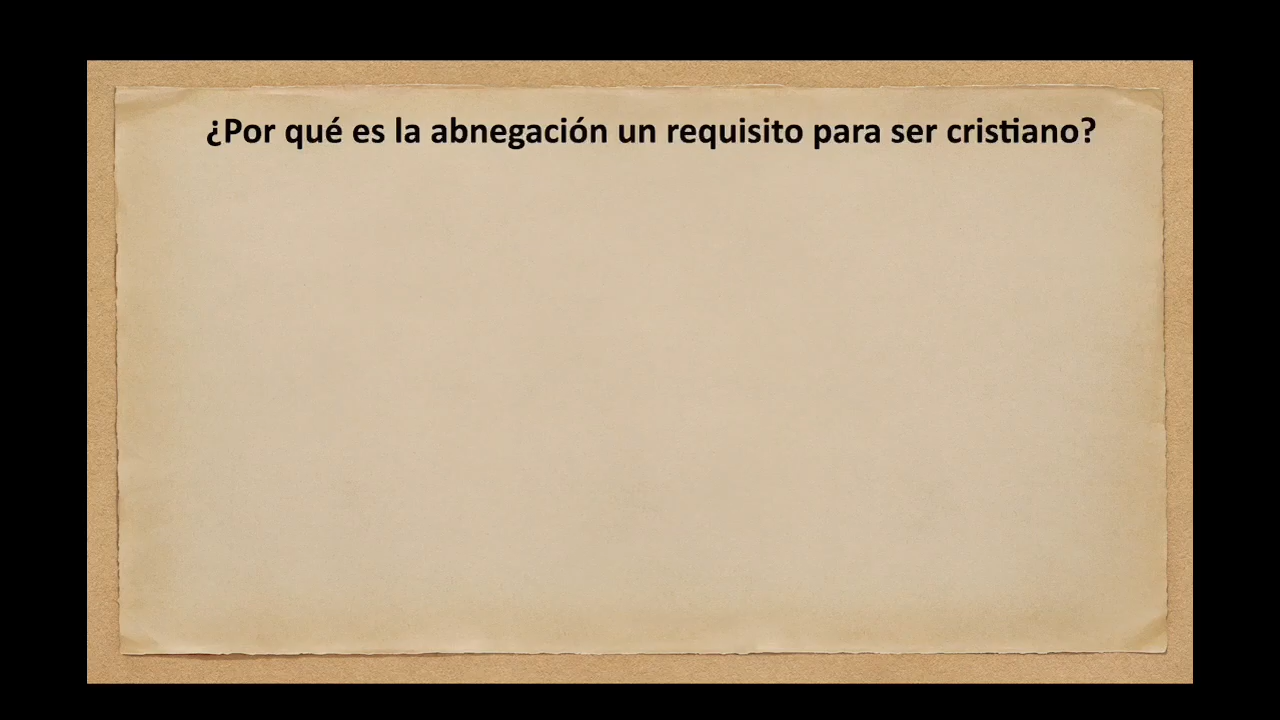 ¿Por qué es la abnegación un requisito para ser cristiano?